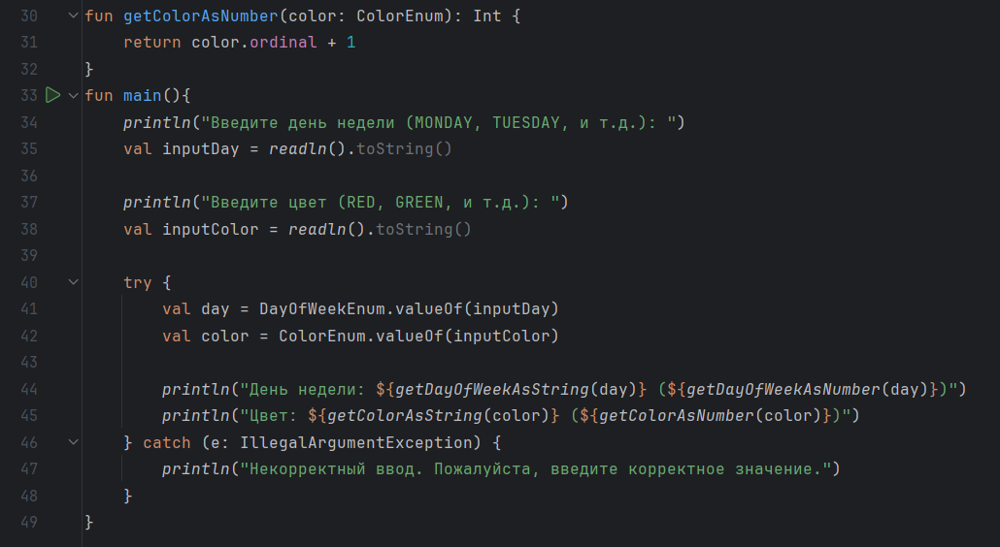 30 fun getColorAsNumber(color: ColorEnum): Int {
31     return color.ordinal + 1
32 }
33 fun main(){
34     println("Введите день недели (MONDAY, TUESDAY, и т.д.): ")
35     val inputDay = readln().toString()
36
37     println("Введите цвет (RED, GREEN, и т.д.): ")
38     val inputColor = readln().toString()
39
40     try {
41         val day = DayOfWeekEnum.valueOf(inputDay)
42         val color = ColorEnum.valueOf(inputColor)
43
44         println("День недели: ${getDayOfWeekAsString(day)} (${getDayOfWeekAsNumber(day)})")
45         println("Цвет: ${getColorAsString(color)} (${getColorAsNumber(color)})")
46     } catch (e: IllegalArgumentException) {
47         println("Некорректный ввод. Пожалуйста, введите корректное значение.")
48     }
49 }